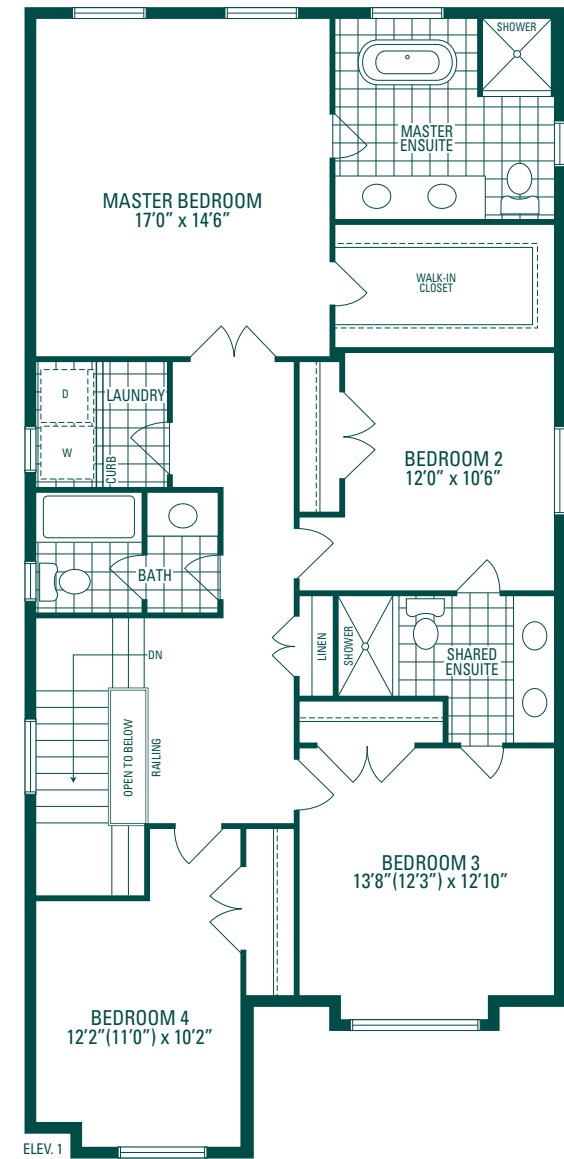 SHOWER
MASTER
ENSUITE
MASTER BEDROOM
17'0" x 14'6"
WALK-IN
CLOSET
D
LAUNDRY
W
CURB
BEDROOM 2
12'0" x 10'6"
BATH
LINEN
SHOWER
SHARED
ENSUITE
DN
OPEN TO BELOW
RAILING
BEDROOM 3
13'8"(12'3") x 12'10"
BEDROOM 4
12'2"(11'0") x 10'2"
ELEV. 1